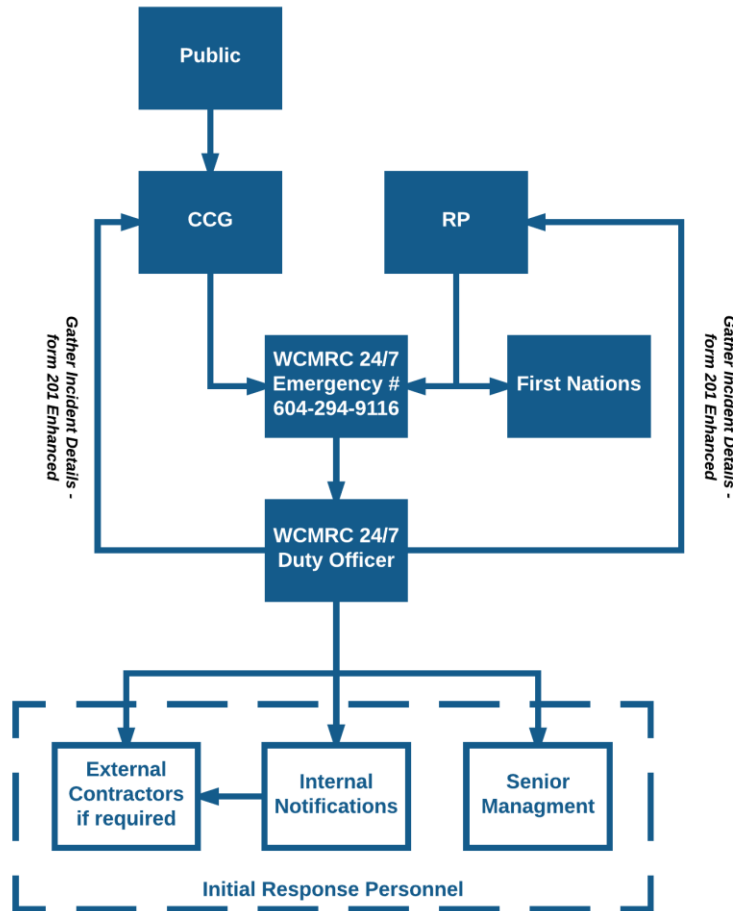 Public
CCG
RP
Gather Incident Details -
form 201 Enhanced
Gather Incident Details -
form 201 Enhanced
WCMRC 24/7
Emergency #
604-294-9116
First Nations
WCMRC 24/7
Duty Officer
External
Contractors
if required
Internal
Notifications
Senior
Managment
Initial Response Personnel